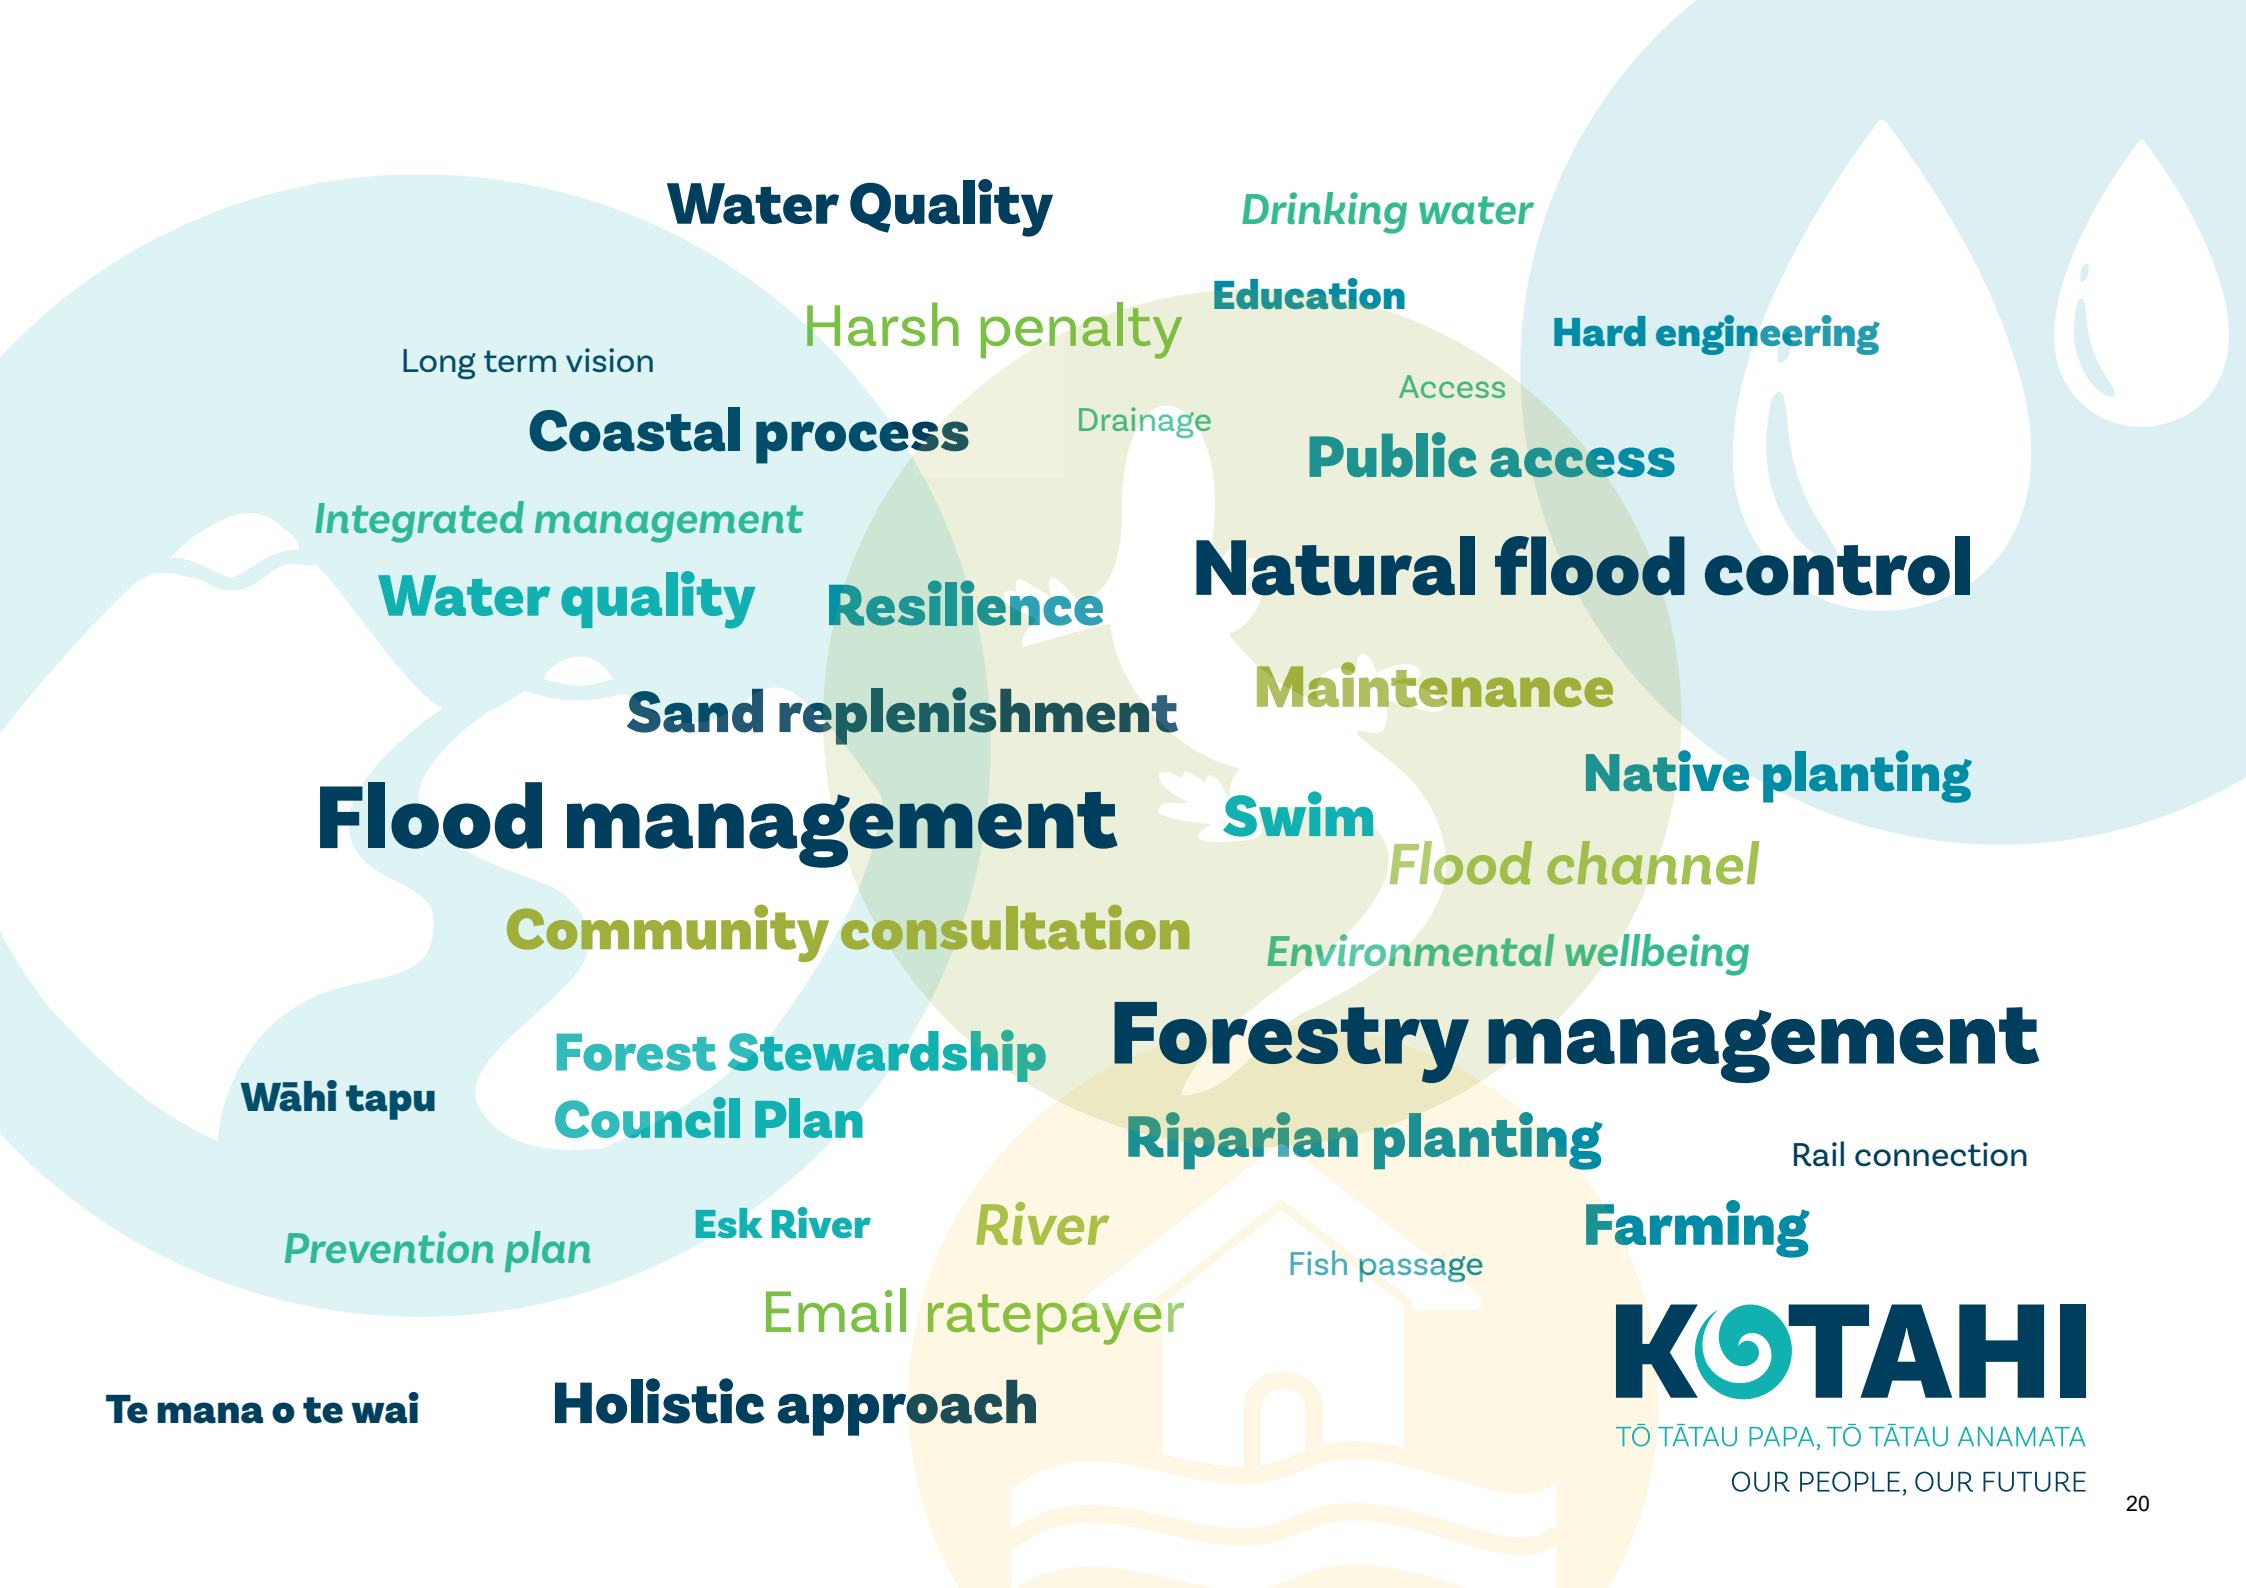 Water Quality
Drinking water
Education
Harsh penalty
Hard engineering
Long term vision
Access
Drainage
Coastal process
Public access
Integrated management
Natural flood control
Water quality
Resilience
Maintenance
Sand replenishment
Native planting
Flood management
Swim
Flood channel
Community consultation
Environmental wellbeing
Forestry management
Forest Stewardship
Council Plan
Wāhi tapu
Riparian planting
Rail connection
Esk River
River
Farming
Prevention plan
Fish passage
Email ratepayer
KOTAHI
Te mana o te wai
Holistic approach
TŌ TĀTAU PAPA, TŌ TĀTAU ANAMATA
OUR PEOPLE, OUR FUTURE
20